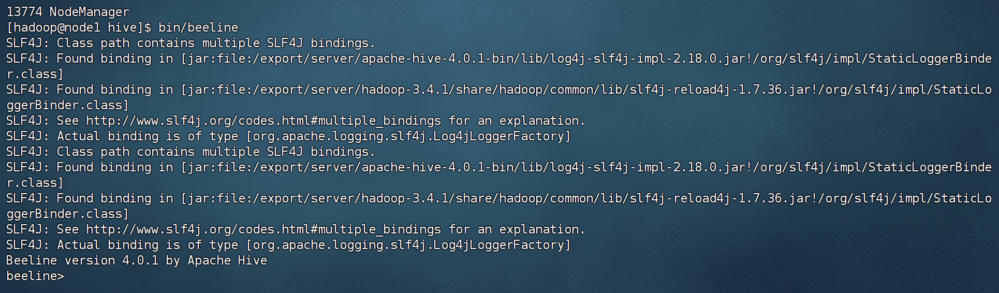 13774 NodeManager
[hadoop@node1 hive]$ bin/beeline
SLF4J: Class path contains multiple SLF4J bindings.
SLF4J: Found binding in [jar:file:/export/server/apache-hive-4.0.1-bin/lib/log4j-slf4j-impl-2.18.0.jar!/org/slf4j/impl/StaticLoggerBinde
r.class]
SLF4J: Found binding in [jar:file:/export/server/hadoop-3.4.1/share/hadoop/common/lib/slf4j-reload4j-1.7.36.jar!/org/slf4j/impl/StaticLo
ggerBinder.class]
SLF4J: See http://www.slf4j.org/codes.html#multiple_bindings for an explanation.
SLF4J: Actual binding is of type [org.apache.logging.slf4j.Log4jLoggerFactory]
SLF4J: Class path contains multiple SLF4J bindings.
SLF4J: Found binding in [jar:file:/export/server/apache-hive-4.0.1-bin/lib/log4j-slf4j-impl-2.18.0.jar!/org/slf4j/impl/StaticLoggerBinde
r.class]
SLF4J: Found binding in [jar:file:/export/server/hadoop-3.4.1/share/hadoop/common/lib/slf4j-reload4j-1.7.36.jar!/org/slf4j/impl/StaticLo
ggerBinder.class]
SLF4J: See http://www.slf4j.org/codes.html#multiple_bindings for an explanation.
SLF4J: Actual binding is of type [org.apache.logging.slf4j.Log4jLoggerFactory]
Beeline version 4.0.1 by Apache Hive
beeline>